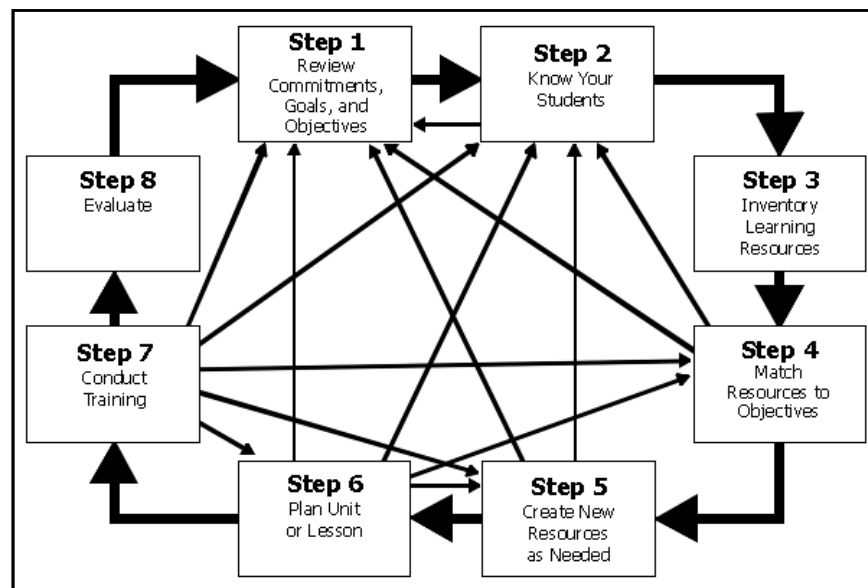 Step 1
Review
Commitments,
Goals, and
Objectives
Step 2
Know Your
Students
Step 3
Inventory
Learning
Resources
Step 4
Match
Resources to
Objectives
Step 5
Create New
Resources
as Needed
Step 6
Plan Unit
or Lesson
Step 7
Conduct
Training
Step 8
Evaluate